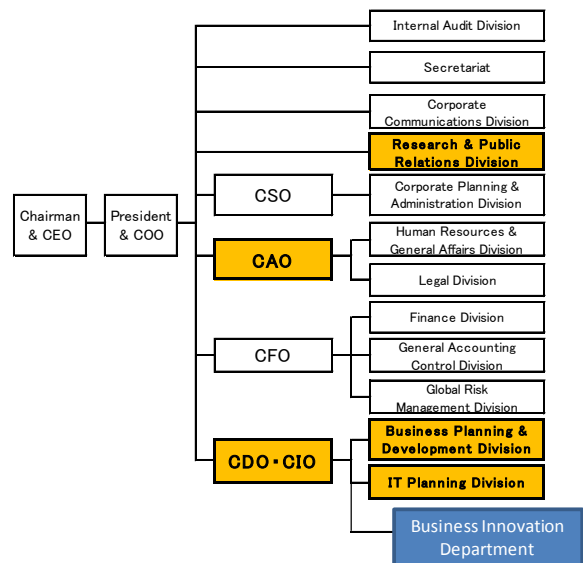 Internal Audit Division
Secretariat
Corporate
Communications Division
Research & Public
Relations Division
Chairman
& CEO
President
& COO
CSO
Corporate Planning &
Administration Division
CAO
Human Resources &
General Affairs Division
Legal Division
CFO
Finance Division
General Accounting
Control Division
Global Risk
Management Division
CDO・CIO
Business Planning &
Development Division
IT Planning Division
Business Innovation
Department